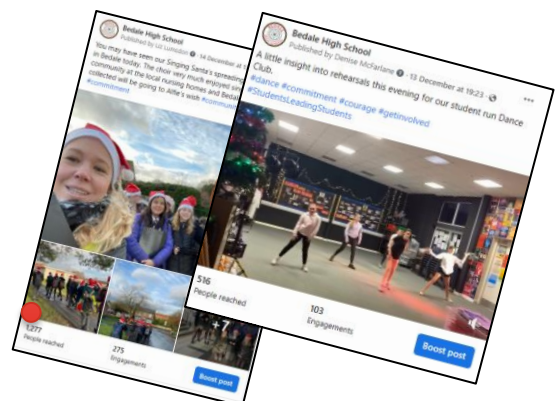 Bedale High School
Published by Liz Lumsdon · 14 December at 1
You may have seen our Singing Santa's spreading
in Bedale today. The choir very much enjoyed sin
community at the local nursing homes and Bedal
collected will be going to Alfie's wish #commun
#commitment
+7
1,277
People reached
275
Engagements
Boost post
Bedale High School
Published by Denise McFarlane · 13 December at 19:23 ·
A little insight into rehearsals this evening for our student run Dance
Club.
#dance #commitment #courage #getinvolved
#StudentsLeadingStudents
516
People reached
103
Engagements
Boost post